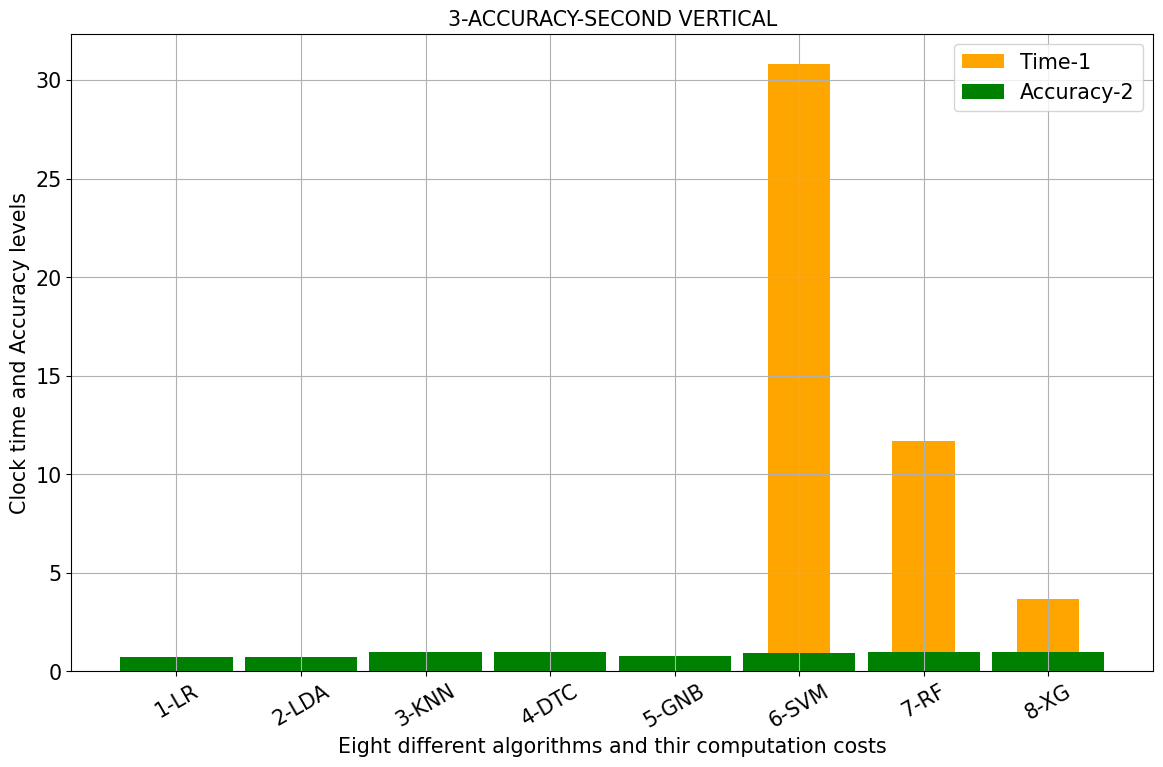 3-ACCURACY-SECOND VERTICAL
Time-1
Accuracy-2
Clock time and Accuracy levels
30
25
20
15
10
5
0
1-LR
2-LDA
3-KNN
4-DTC
5-GNB
6-SVM
7-RF
8-XG
Eight different algorithms and thir computation costs